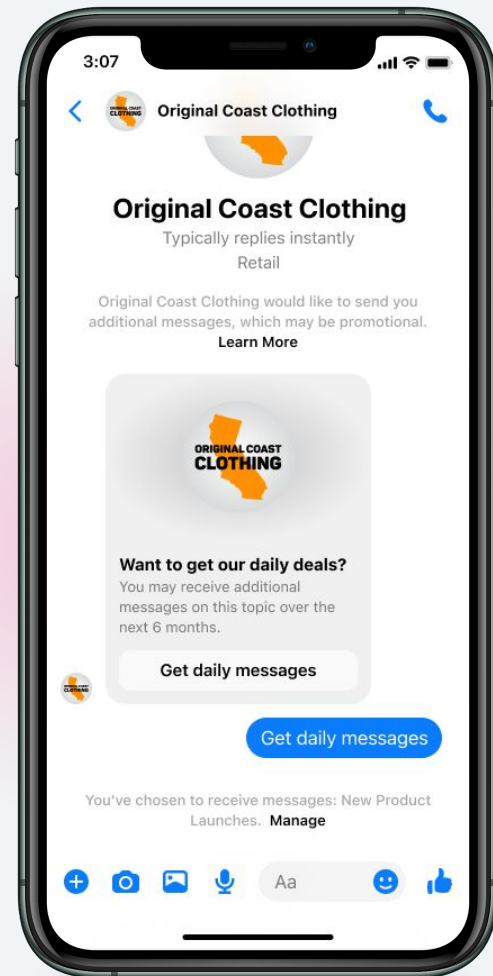 3:07
Original Coast Clothing
Original Coast Clothing
Typically replies instantly
Retail
Original Coast Clothing would like to send you
additional messages, which may be promotional.
Learn More
ORIGINAL COAST
CLOTHING
Want to get our daily deals?
You may receive additional
messages on this topic over the
next 6 months.
Get daily messages
Get daily messages
You've chosen to receive messages: New Product
Launches. Manage
Aa